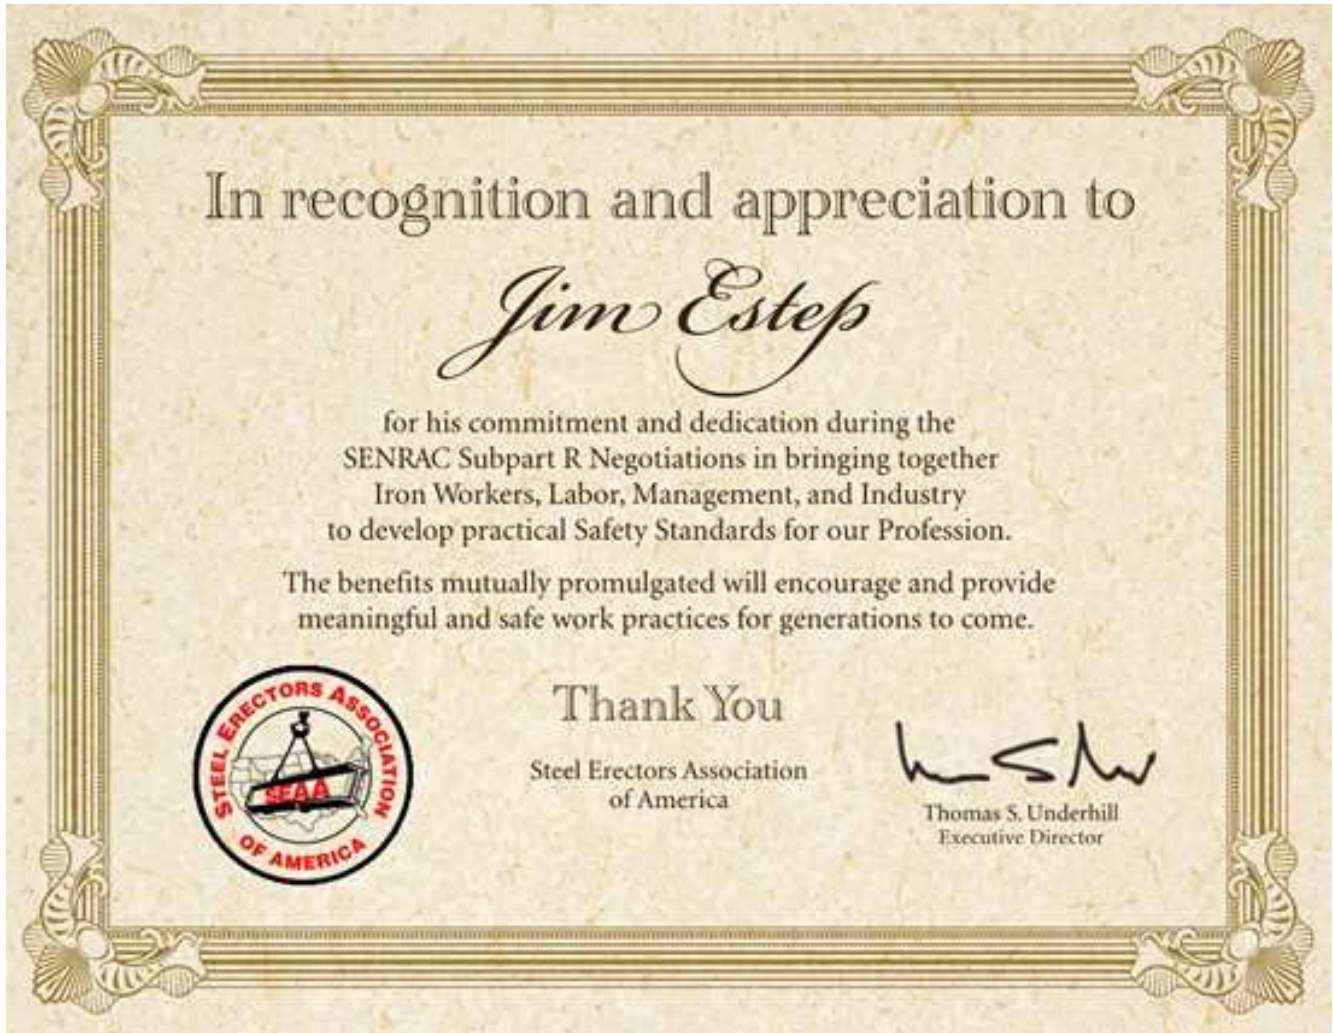 In recognition and appreciation to
Jim Estep
for his commitment and dedication during the
SENRAC Subpart R Negotiations in bringing together
Iron Workers, Labor, Management, and Industry
to develop practical Safety Standards for our Profession.
The benefits mutually promulgated will encourage and provide
meaningful and safe work practices for generations to come.
STEEL ERECTORS ASSOCIATION
SEAA
OF AMERICA
Thank You
Steel Erectors Association
of America
Thomas S. Underhill
Executive Director